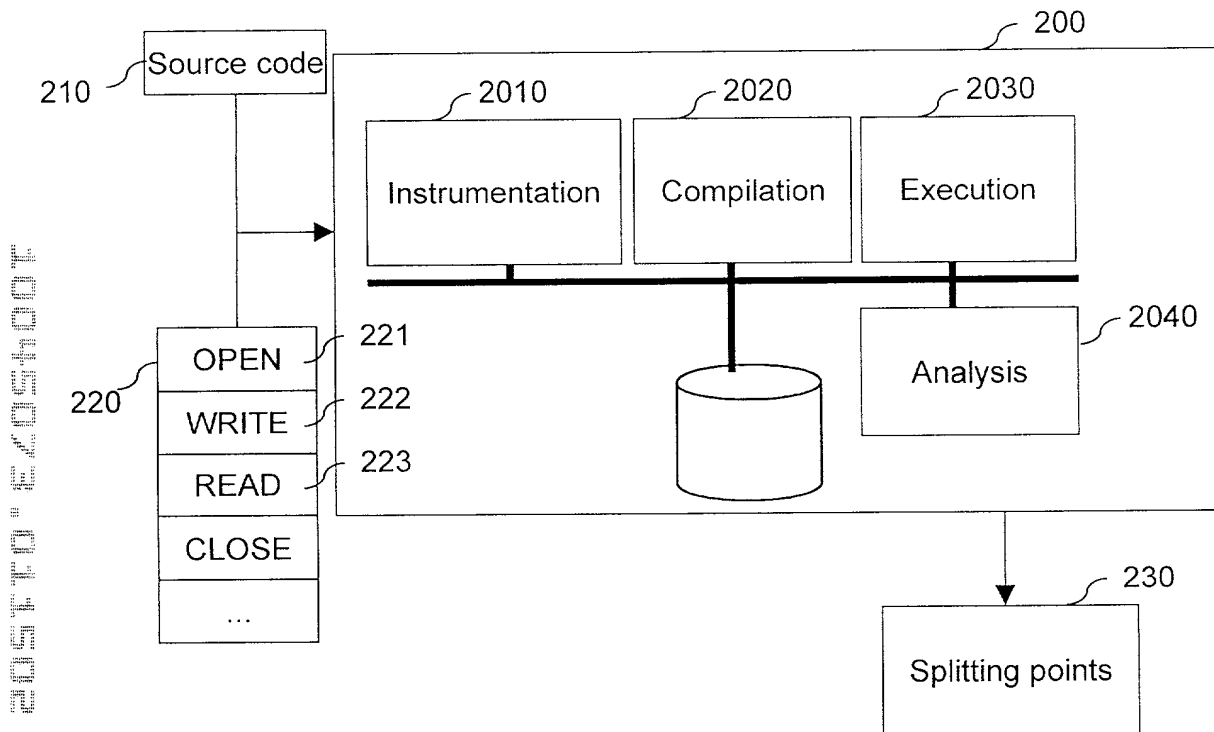 200
Source code
210
2010
2020
2030
Instrumentation
Compilation
Execution
OPEN
221
220
WRITE
222
READ
223
CLOSE
...
2040
Analysis
230
Splitting points